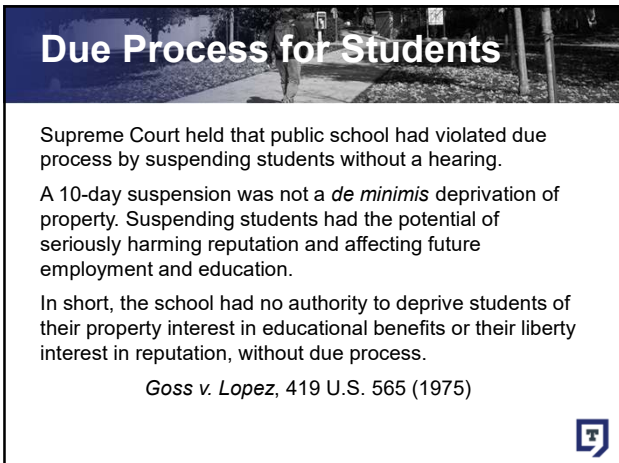 Due Process for Students
Supreme Court held that public school had violated due
process by suspending students without a hearing.
A 10-day suspension was not a de minimis deprivation of
property. Suspending students had the potential of
seriously harming reputation and affecting future
employment and education.
In short, the school had no authority to deprive students of
their property interest in educational benefits or their liberty
interest in reputation, without due process.
Goss v. Lopez, 419 U.S. 565 (1975)
T